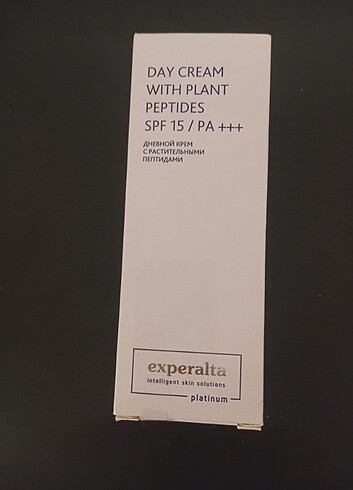 DAY CREAM
WITH PLANT
PEPTIDES
SPF 15 / PA +++
ДНЕВНОЙ КРЕМ
С РАСТИТЕЛЬНЫМИ
ПЕПТИДАМИ
experalta
intelligent skin solutions
platinum